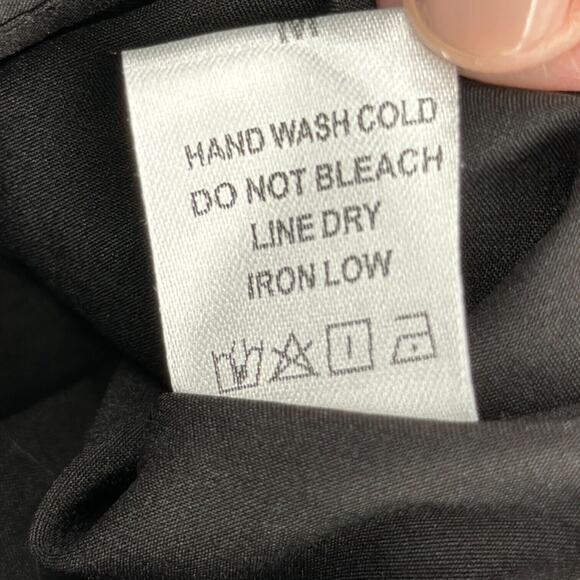 M
HAND WASH COLD
DO NOT BLEACH
LINE DRY
IRON LOW